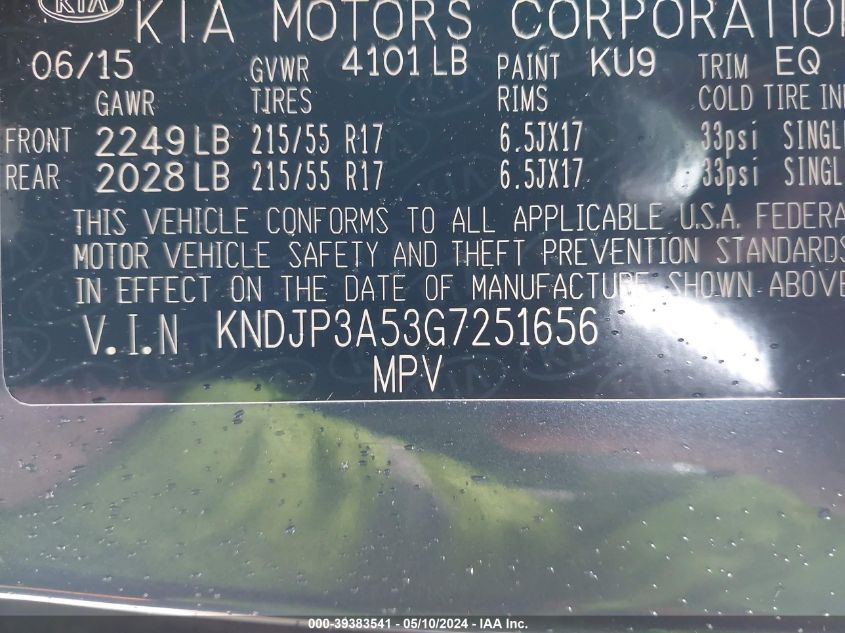 KIA KIA MOTORS CORPORATION
06/15 GVWR 4101 LB PAINT KU9 TRIM EQ
GAWR TIRES RIMS COLD TIRE IN
FRONT 2249 LB 215/55 R17 6.5JX17 33psi SINGL
REAR 2028 LB 215/55 R17 6.5JX17 33psi SINGL
THIS VEHICLE CONFORMS TO ALL APPLICABLE U.S.A. FEDERA
MOTOR VEHICLE SAFETY AND THEFT PREVENTION STANDARDS
IN EFFECT ON THE DATE OF MANUFACTURE SHOWN ABOVE
V.I.N KNDJP3A53G7251656
MPV
000-39383541 - 05/10/2024 - IAA Inc.